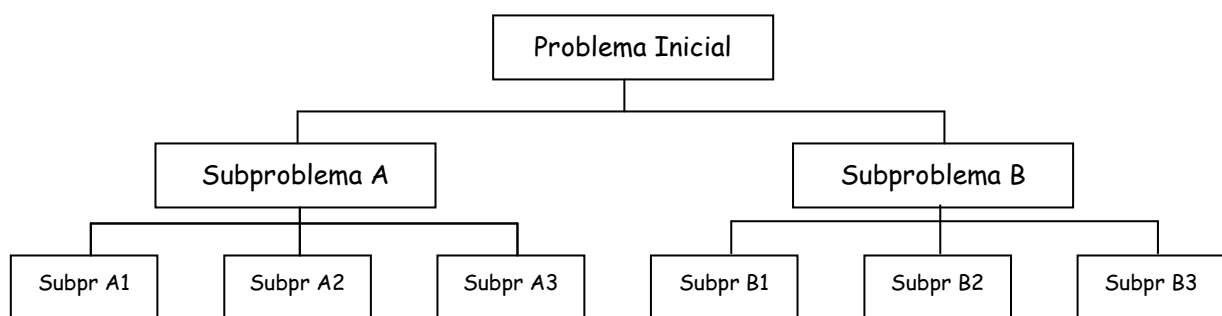 Problema Inicial
Subproblema A
Subproblema B
Subpr A1
Subpr A2
Subpr A3
Subpr B1
Subpr B2
Subpr B3